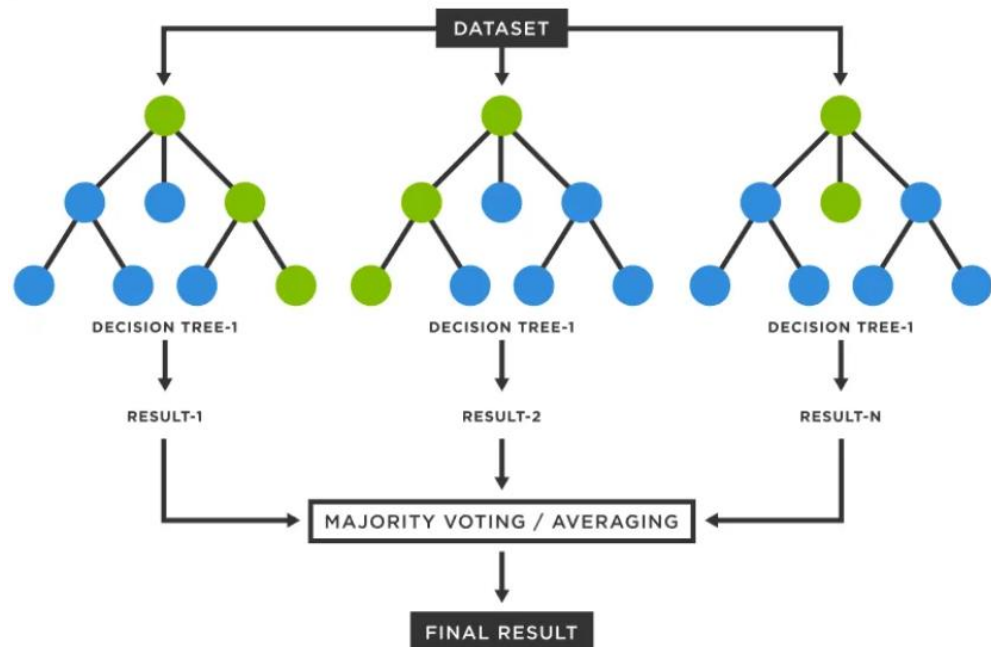 DATASET
DECISION TREE-1
DECISION TREE-1
DECISION TREE-1
RESULT-1
RESULT-2
RESULT-N
MAJORITY VOTING / AVERAGING
FINAL RESULT